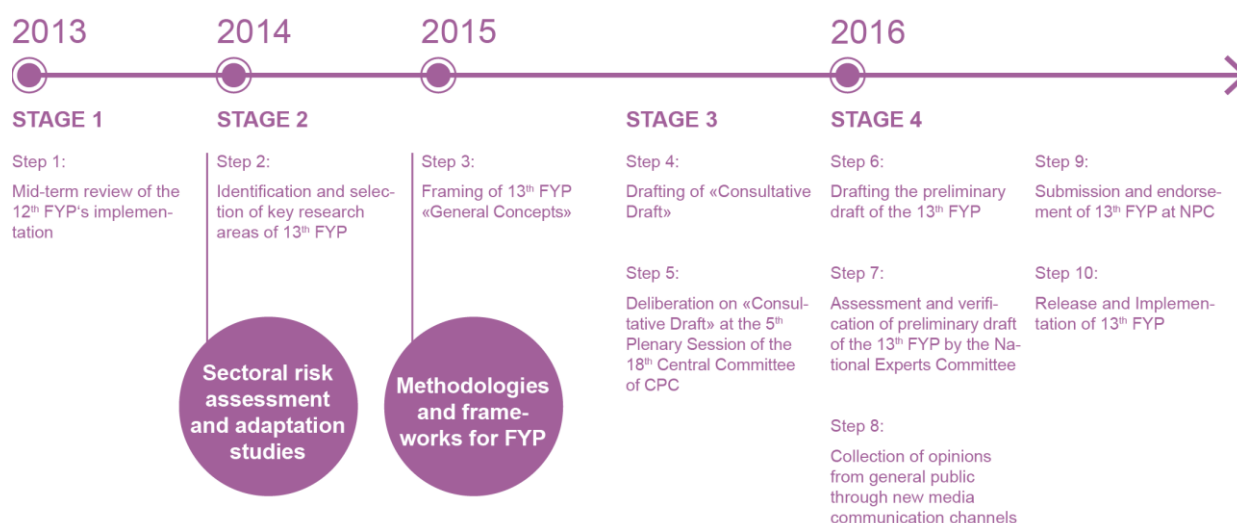 2013
2014
2015
2016
STAGE 1
STAGE 2
STAGE 3
STAGE 4
Step 1:
Mid-term review of the
12th FYP‘s implemen-
tation
Step 2:
Identification and selec-
tion of key research
areas of 13th FYP
Step 3:
Framing of 13th FYP
«General Concepts»
Step 4:
Drafting of «Consultative
Draft»
Step 5:
Deliberation on «Consul-
tative Draft» at the 5th
Plenary Session of the
18th Central Committee
of CPC
Step 6:
Drafting the preliminary
draft of the 13th FYP
Step 7:
Assessment and verifi-
cation of preliminary draft
of the 13th FYP by the Na-
tional Experts Committee
Step 8:
Collection of opinions
from general public
through new media
communication channels
Step 9:
Submission and endorse-
ment of 13th FYP at NPC
Step 10:
Release and Implemen-
tation of 13th FYP
Sectoral risk
assessment
and adaptation
studies
Methodologies
and frame-
works for FYP